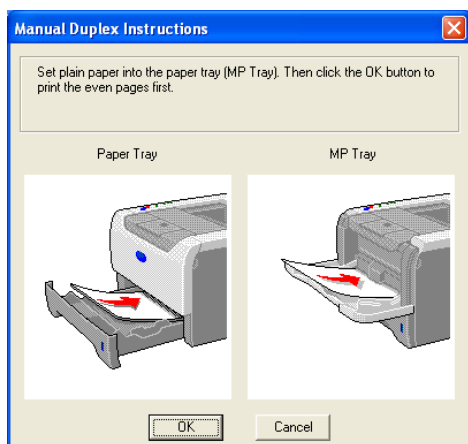 Manual Duplex Instructions
Set plain paper into the paper tray (MP Tray). Then click the OK button to
print the even pages first.
Paper Tray
MP Tray
OK
Cancel